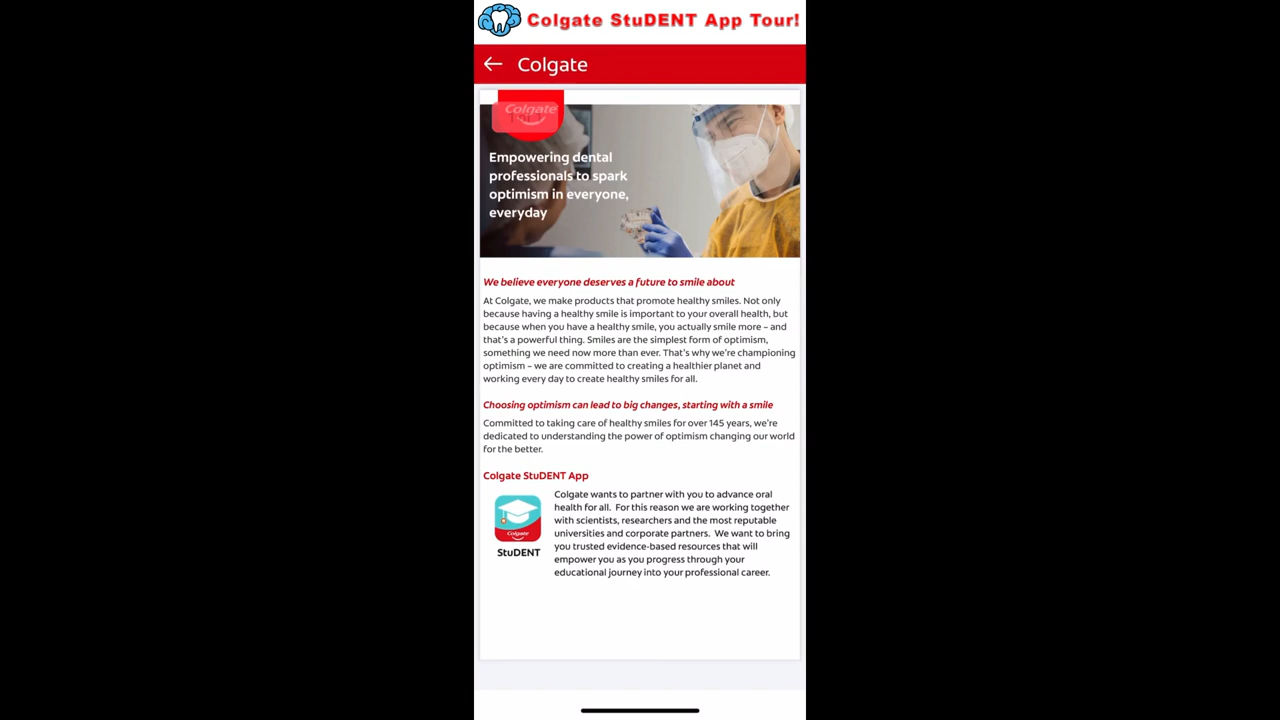 Colgate StuDENT App Tour!
Colgate
Colgate
Empowering dental
professionals to spark
optimism in everyone,
everyday
We believe everyone deserves a future to smile about
At Colgate, we make products that promote healthy smiles. Not only
because having a healthy smile is important to your overall health, but
because when you have a healthy smile, you actually smile more – and
that's a powerful thing. Smiles are the simplest form of optimism,
something we need now more than ever. That's why we're championing
optimism – we are committed to creating a healthier planet and
working every day to create healthy smiles for all.
Choosing optimism can lead to big changes, starting with a smile
Committed to taking care of healthy smiles for over 145 years, we're
dedicated to understanding the power of optimism changing our world
for the better.
Colgate StuDENT App
Colgate wants to partner with you to advance oral
health for all.  For this reason we are working together
with scientists, researchers and the most reputable
universities and corporate partners.  We want to bring
you trusted evidence-based resources that will
empower you as you progress through your
educational journey into your professional career.
Colgate
StuDENT